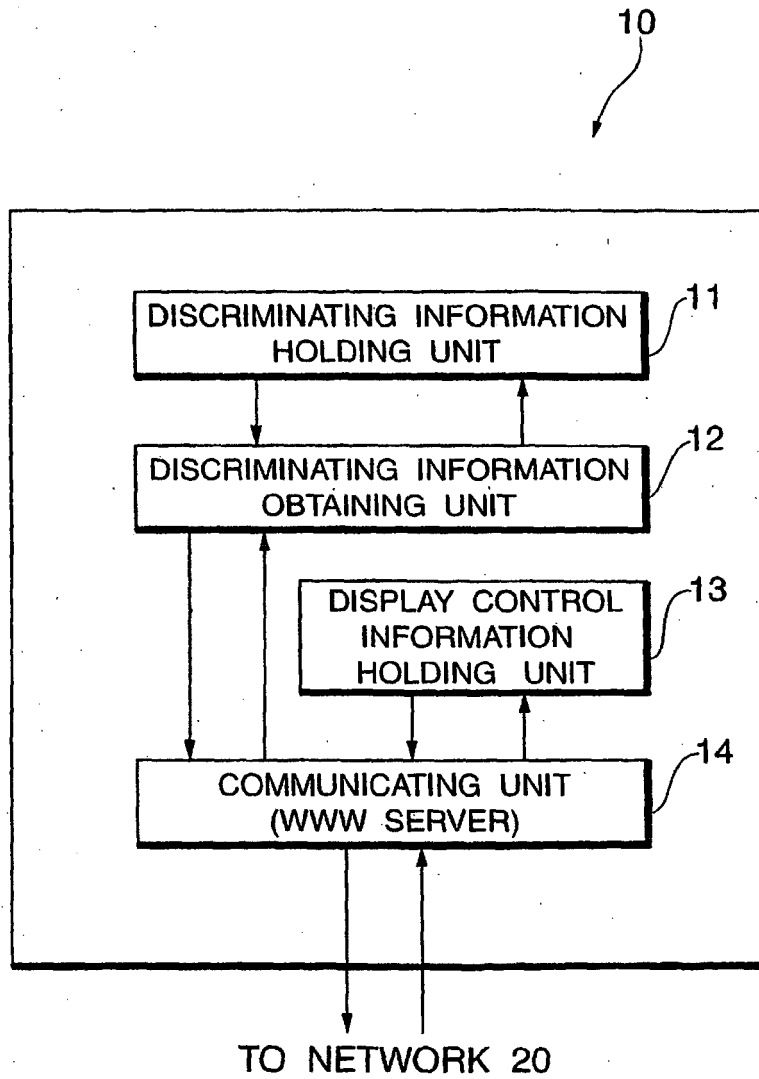 10
DISCRIMINATING INFORMATION
HOLDING UNIT
11
DISCRIMINATING INFORMATION
OBTAINING UNIT
12
DISPLAY CONTROL
INFORMATION
HOLDING UNIT
13
COMMUNICATING UNIT
(WWW SERVER)
14
TO NETWORK 20